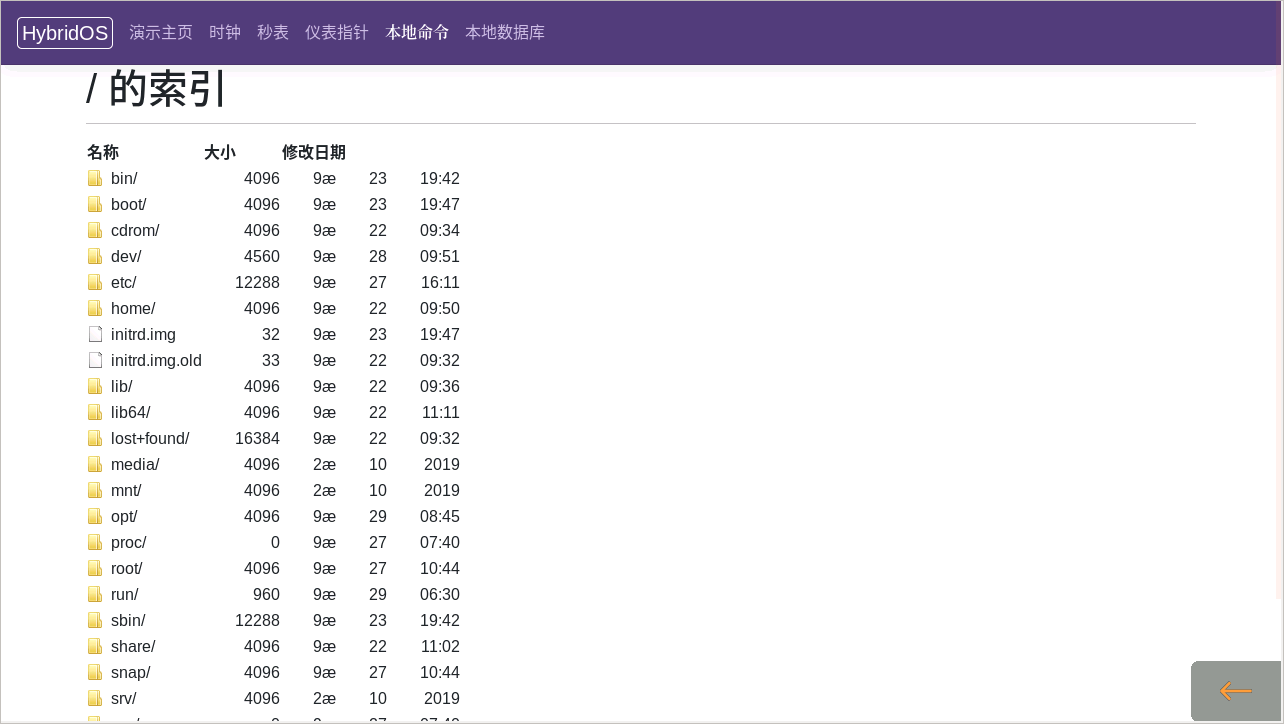 HybridOS 演示主页 时钟 秒表 仪表指针 本地命令 本地数据库
/ 的索引
名称 大小 修改日期
bin/ 4096 9æ 23 19:42
boot/ 4096 9æ 23 19:47
cdrom/ 4096 9æ 22 09:34
dev/ 4560 9æ 28 09:51
etc/ 12288 9æ 27 16:11
home/ 4096 9æ 22 09:50
initrd.img 32 9æ 23 19:47
initrd.img.old 33 9æ 22 09:32
lib/ 4096 9æ 22 09:36
lib64/ 4096 9æ 22 11:11
lost+found/ 16384 9æ 22 09:32
media/ 4096 2æ 10 2019
mnt/ 4096 2æ 10 2019
opt/ 4096 9æ 29 08:45
proc/ 0 9æ 27 07:40
root/ 4096 9æ 27 10:44
run/ 960 9æ 29 06:30
sbin/ 12288 9æ 23 19:42
share/ 4096 9æ 22 11:02
snap/ 4096 9æ 27 10:44
srv/ 4096 2æ 10 2019